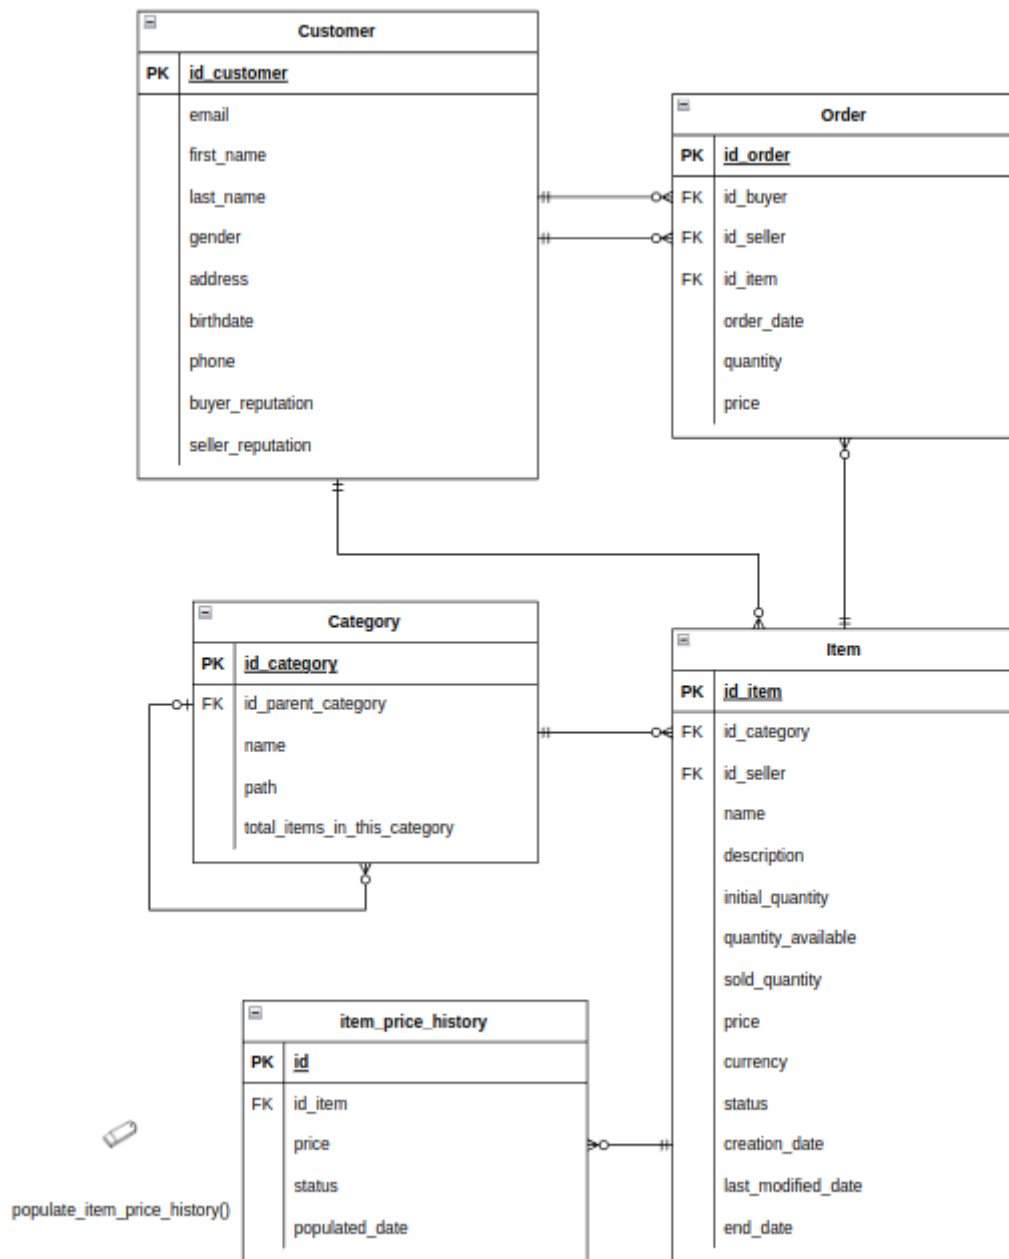 Customer
PK id_customer
email
first_name
last_name
gender
address
birthdate
phone
buyer_reputation
seller_reputation
Order
PK id_order
FK id_buyer
FK id_seller
FK id_item
order_date
quantity
price
Category
PK id_category
FK id_parent_category
name
path
total_items_in_this_category
Item
PK id_item
FK id_category
FK id_seller
name
description
initial_quantity
quantity_available
sold_quantity
price
currency
status
creation_date
last_modified_date
end_date
item_price_history
PK id
FK id_item
price
status
populated_date
populate_item_price_history()